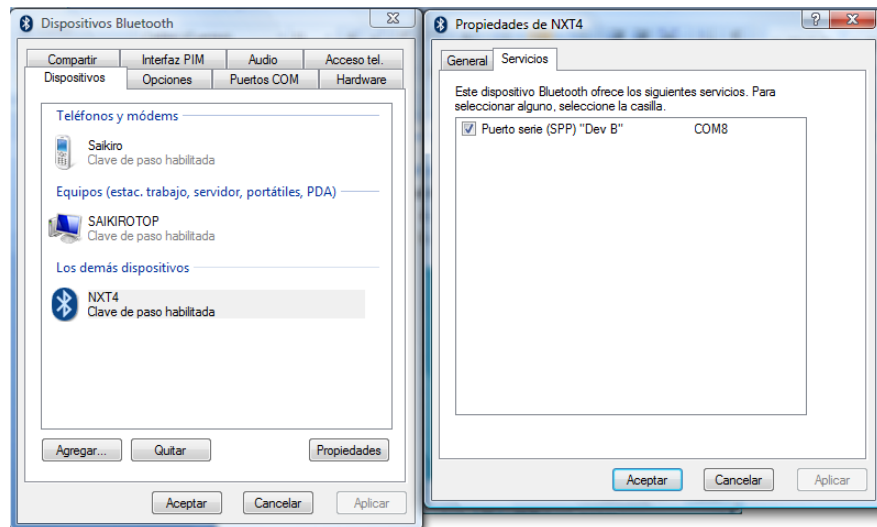 Dispositivos Bluetooth
Compartir Interfaz PIM Audio Acceso tel.
Dispositivos Opciones Puertos COM Hardware
Teléfonos y módems
Saikiro
Clave de paso habilitada
Equipos (estac. trabajo, servidor, portátiles, PDA)
SAIKIROTOP
Clave de paso habilitada
Los demás dispositivos
NXT4
Clave de paso habilitada
Agregar... Quitar Propiedades
Aceptar Cancelar Aplicar
Propiedades de NXT4
General Servicios
Este dispositivo Bluetooth ofrece los siguientes servicios. Para
seleccionar alguno, seleccione la casilla.
Puerto serie (SPP) "Dev B" COM8
Aceptar Cancelar Aplicar